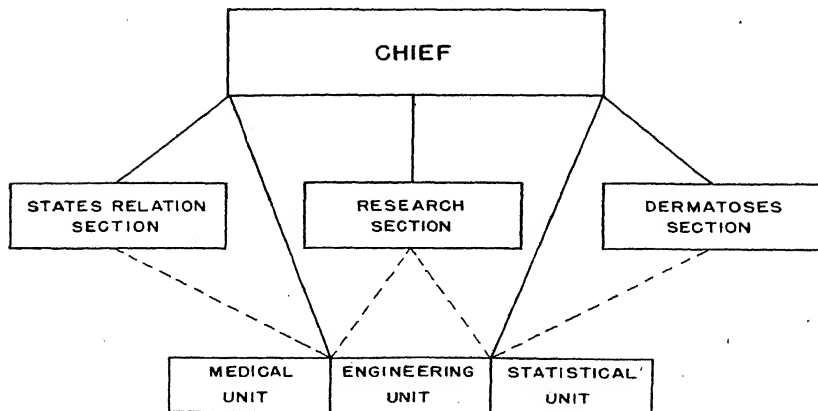 CHIEF
STATES RELATION
SECTION
RESEARCH
SECTION
DERMATOSES
SECTION
MEDICAL
UNIT
ENGINEERING
UNIT
STATISTICAL
UNIT